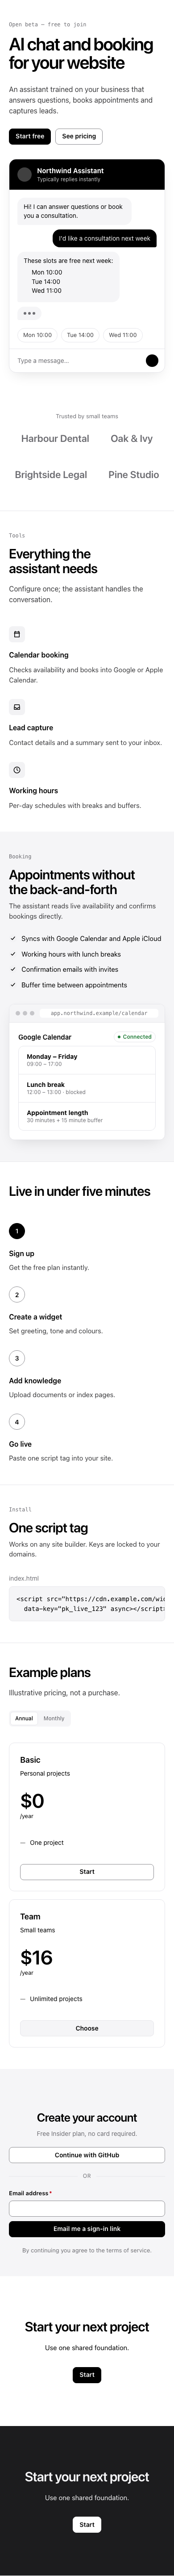 Open beta — free to join
AI chat and booking
for your website
An assistant trained on your business that
answers questions, books appointments and
captures leads.
Start free
See pricing
Northwind Assistant
Typically replies instantly
Hi! I can answer questions or book
you a consultation.
I'd like a consultation next week
These slots are free next week:
Mon 10:00
Tue 14:00
Wed 11:00
Mon 10:00
Tue 14:00
Wed 11:00
Type a message...
Trusted by small teams
Harbour Dental
Oak & Ivy
Brightside Legal
Pine Studio
Tools
Everything the
assistant needs
Configure once; the assistant handles the
conversation.
Calendar booking
Checks availability and books into Google or Apple
Calendar.
Lead capture
Contact details and a summary sent to your inbox.
Working hours
Per-day schedules with breaks and buffers.
Booking
Appointments without
the back-and-forth
The assistant reads live availability and confirms
bookings directly.
Syncs with Google Calendar and Apple iCloud
Working hours with lunch breaks
Confirmation emails with invites
Buffer time between appointments
app.northwind.example/calendar
Google Calendar
Connected
Monday – Friday
09:00 – 17:00
Lunch break
12:00 – 13:00 · blocked
Appointment length
30 minutes + 15 minute buffer
Live in under five minutes
1
Sign up
Get the free plan instantly.
2
Create a widget
Set greeting, tone and colours.
3
Add knowledge
Upload documents or index pages.
4
Go live
Paste one script tag into your site.
Install
One script tag
Works on any site builder. Keys are locked to your
domains.
index.html
<script src="https://cdn.example.com/wid
data-key="pk_live_123" async></script>
Example plans
Illustrative pricing, not a purchase.
Annual
Monthly
Basic
Personal projects
$0
/year
— One project
Start
Team
Small teams
$16
/year
— Unlimited projects
Choose
Create your account
Free Insider plan, no card required.
Continue with GitHub
OR
Email address*
Email me a sign-in link
By continuing you agree to the terms of service.
Start your next project
Use one shared foundation.
Start
Start your next project
Use one shared foundation.
Start